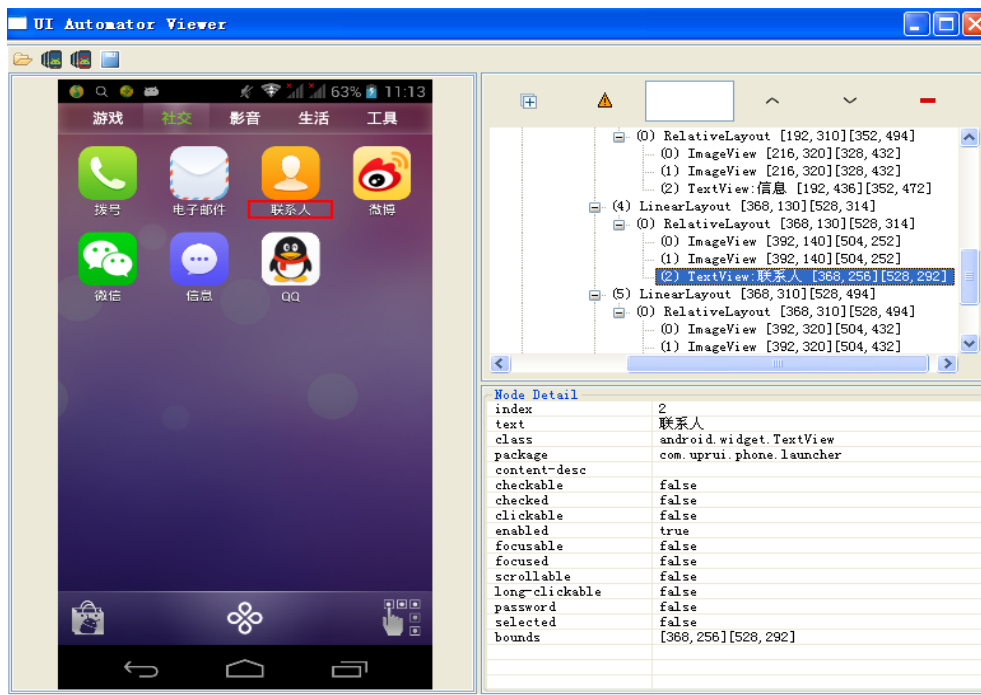 UI Automator Viewer
63% 11:13
游戏 社交 影音 生活 工具
拨号 电子邮件 联系人 微博
微信 信息 QQ
(0) RelativeLayout [192,310][352,494]
(0) ImageView [216,320][328,432]
(1) ImageView [216,320][328,432]
(2) TextView:信息 [192,436][352,472]
(4) LinearLayout [368,130][528,314]
(0) RelativeLayout [368,130][528,314]
(0) ImageView [392,140][504,252]
(1) ImageView [392,140][504,252]
(2) TextView:联系人 [368,256][528,292]
(5) LinearLayout [368,310][528,494]
(0) RelativeLayout [368,310][528,494]
(0) ImageView [392,320][504,432]
(1) ImageView [392,320][504,432]
Node Detail
index 2
text 联系人
class android.widget.TextView
package com.uprui.phone.launcher
content-desc
checkable false
checked false
clickable false
enabled true
focusable false
focused false
scrollable false
long-clickable false
password false
selected false
bounds [368,256][528,292]